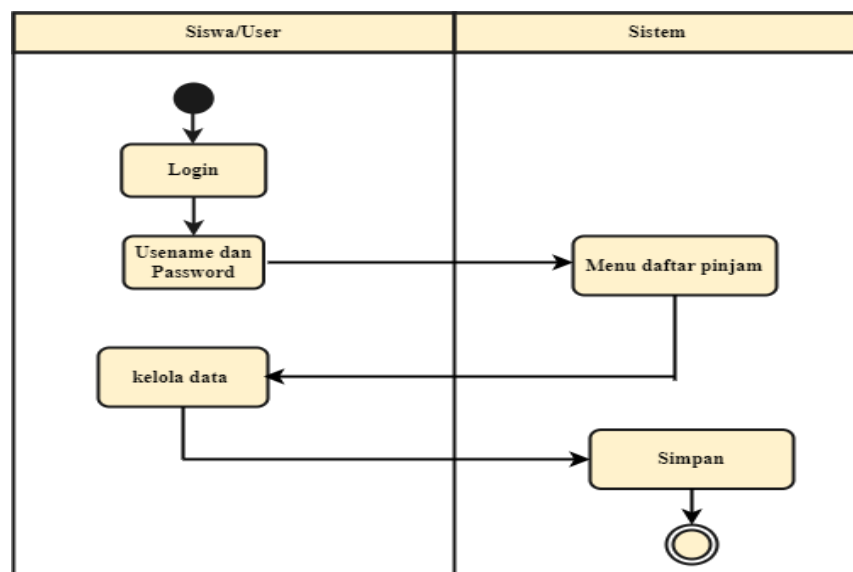 Siswa/User
Sistem
Login
Usename dan
Password
Menu daftar pinjam
kelola data
Simpan